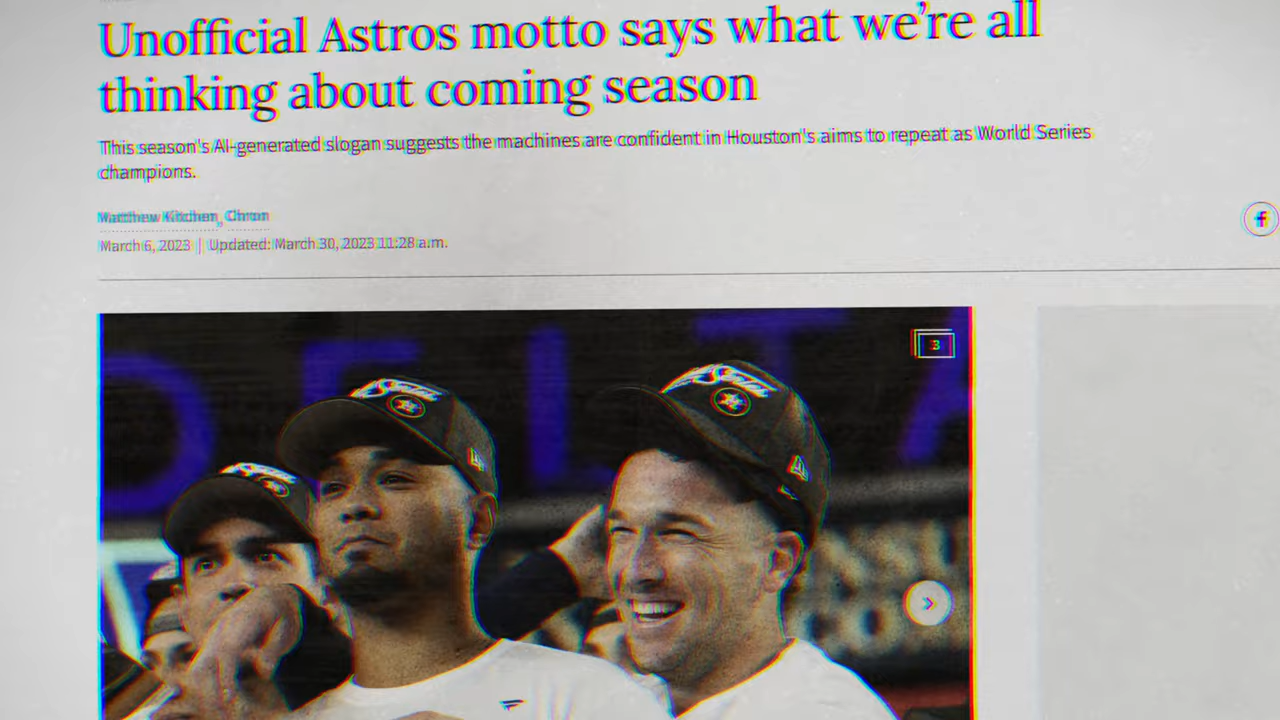 Unofficial Astros motto says what we're all
thinking about coming season
This season's AI-generated slogan suggests the machines are confident in Houston's aims to repeat as World Series
champions.
Matthew Kitchen, Chron
March 6, 2023 | Updated: March 30, 2023 11:28 a.m.
f
3
DELTA